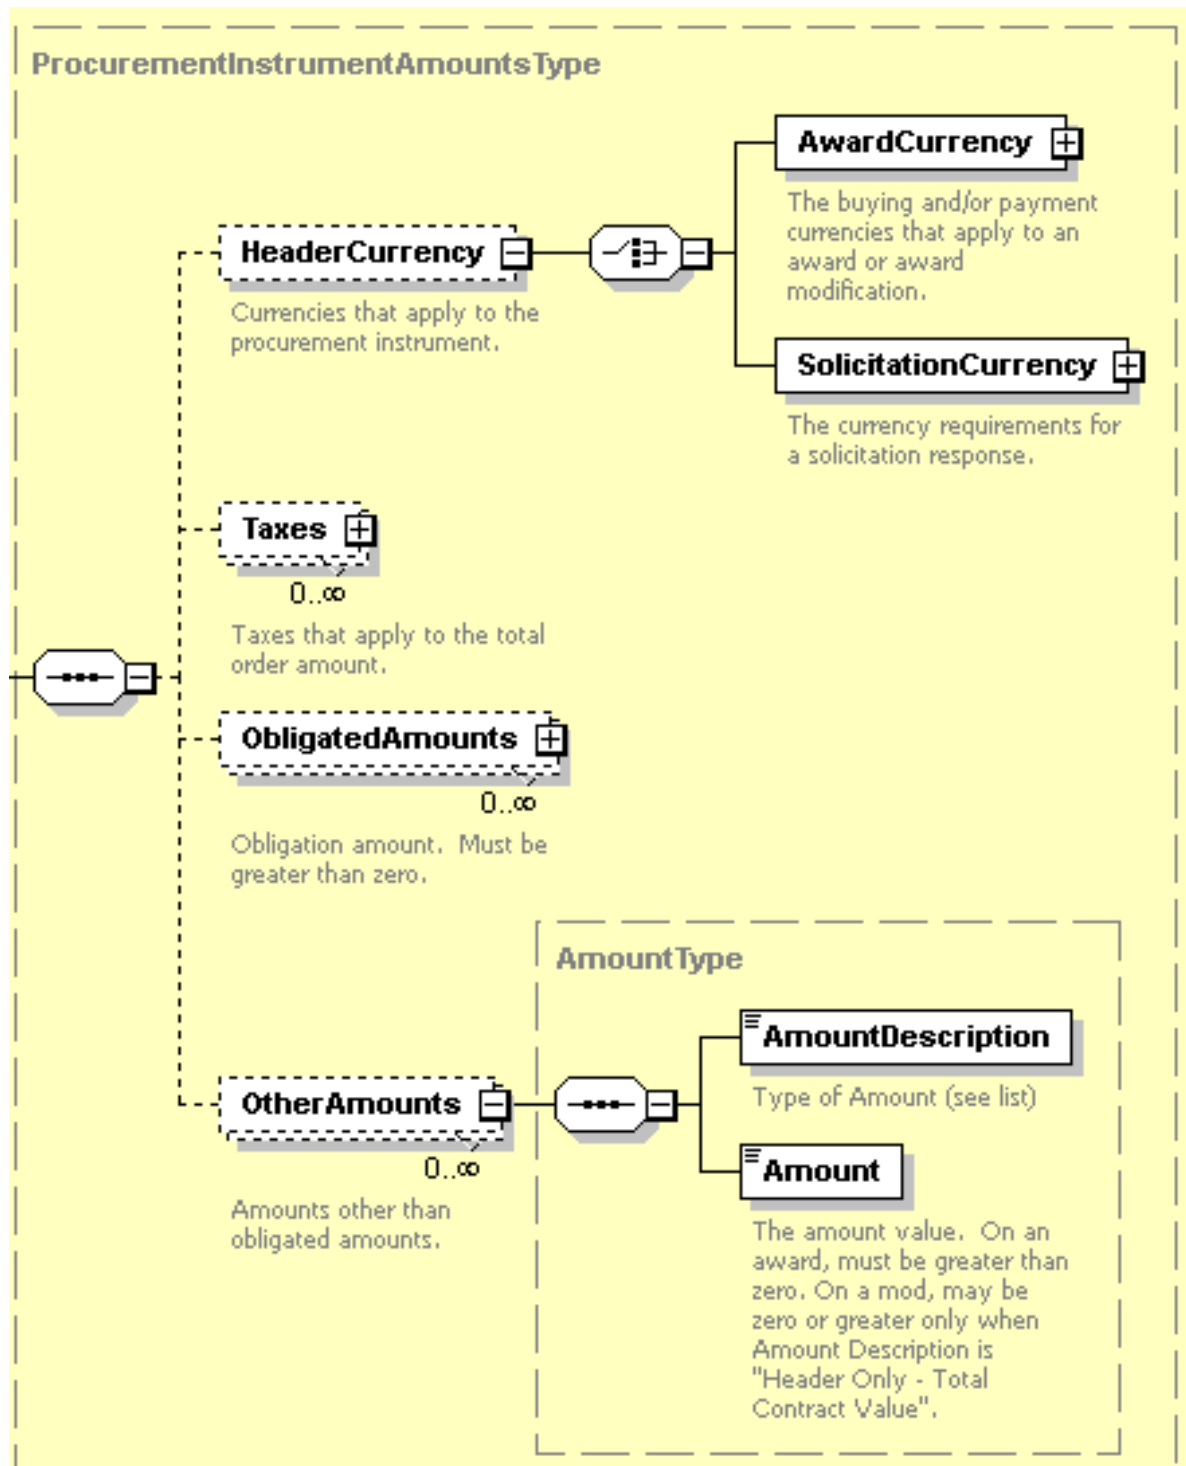 ProcurementInstrumentAmountsType
AwardCurrency
The buying and/or payment
currencies that apply to an
award or award
modification.
HeaderCurrency
Currencies that apply to the
procurement instrument.
SolicitationCurrency
The currency requirements for
a solicitation response.
Taxes
0..∞
Taxes that apply to the total
order amount.
ObligatedAmounts
0..∞
Obligation amount.  Must be
greater than zero.
AmountType
AmountDescription
Type of Amount (see list)
OtherAmounts
0..∞
Amounts other than
obligated amounts.
Amount
The amount value.  On an
award, must be greater than
zero. On a mod, may be
zero or greater only when
Amount Description is
"Header Only - Total
Contract Value".